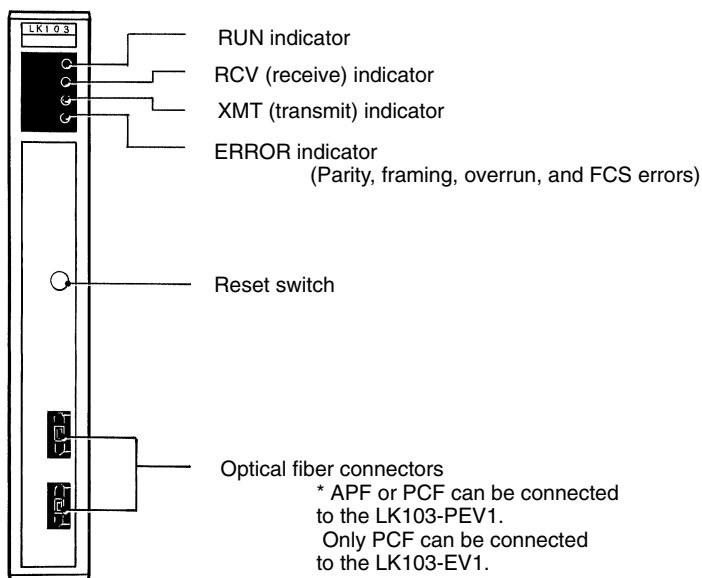 LK103
RUN indicator
RCV (receive) indicator
XMT (transmit) indicator
ERROR indicator
(Parity, framing, overrun, and FCS errors)
Reset switch
Optical fiber connectors
* APF or PCF can be connected
to the LK103-PEV1.
Only PCF can be connected
to the LK103-EV1.